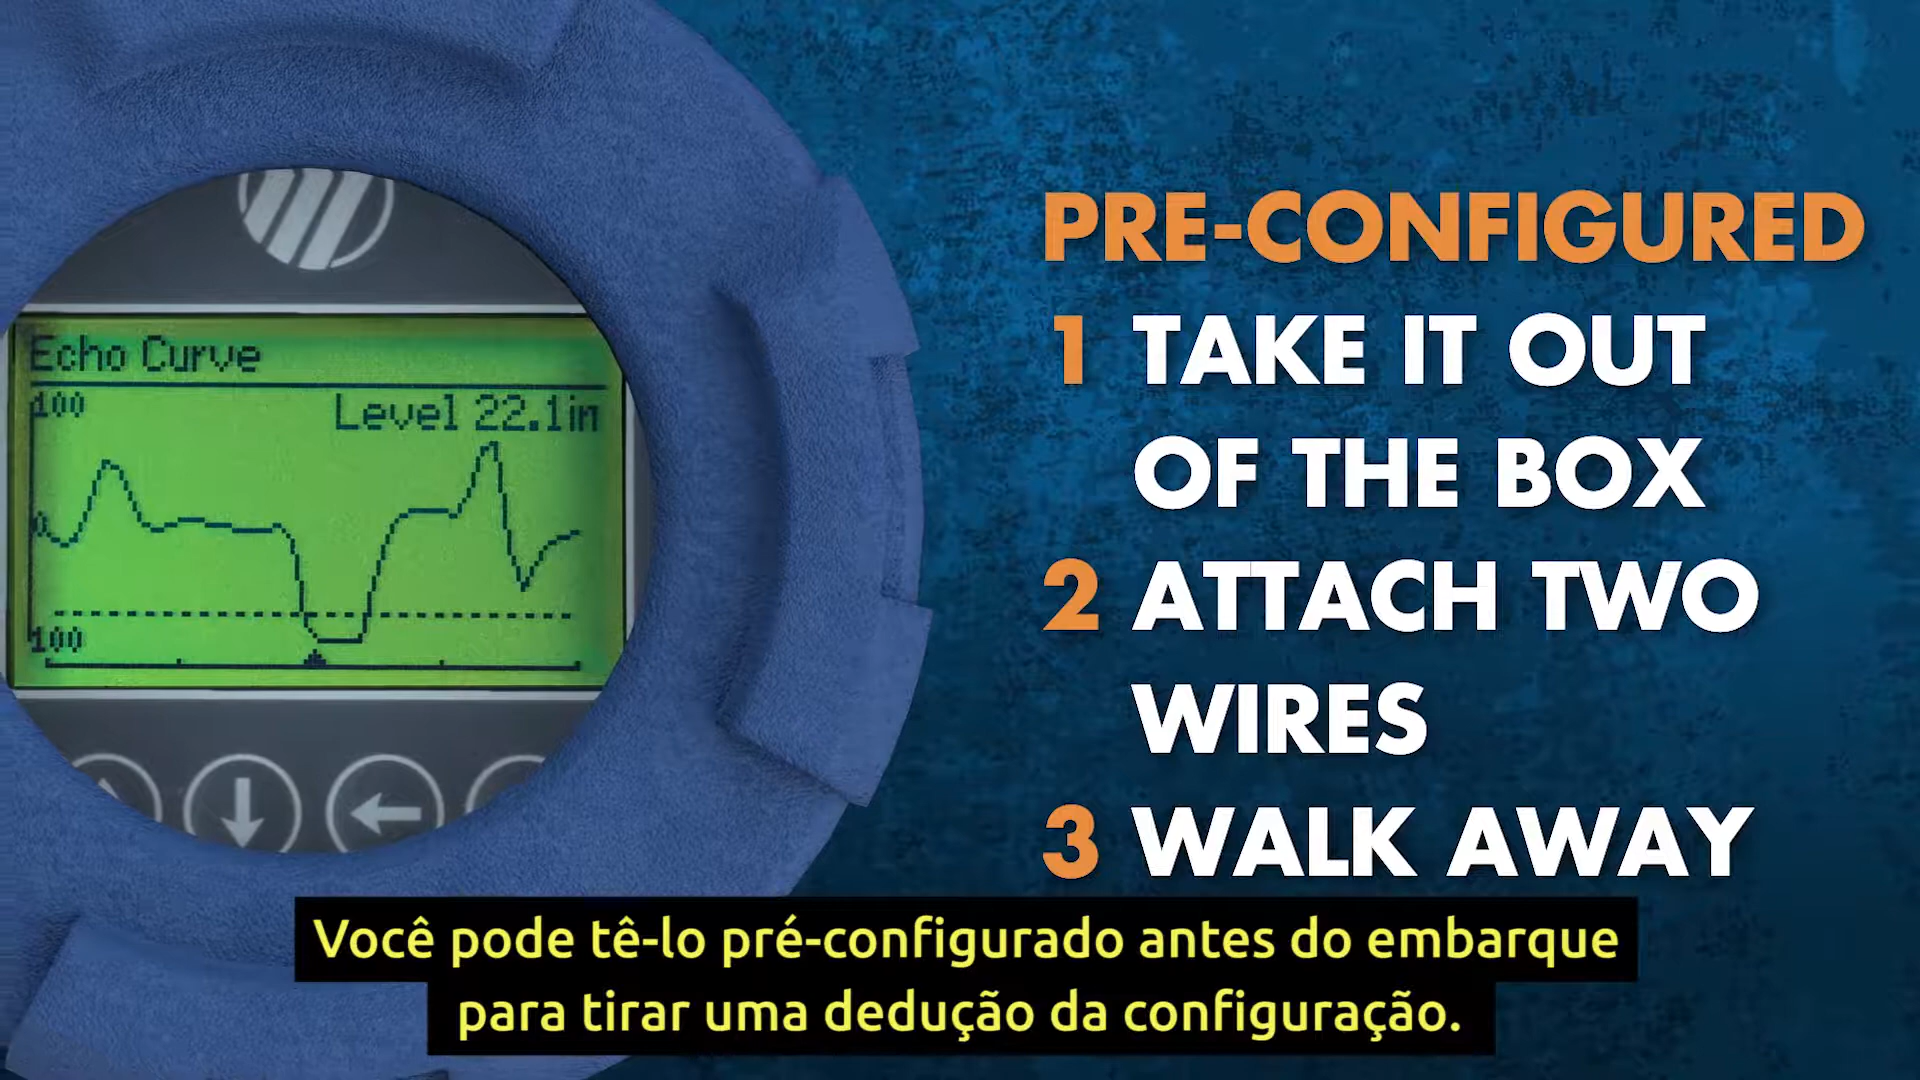 PRE-CONFIGURED
1 TAKE IT OUT
OF THE BOX
2 ATTACH TWO
WIRES
3 WALK AWAY
Echo Curve
100
Level 22.1in
0
100
Você pode tê-lo pré-configurado antes do embarque
para tirar uma dedução da configuração.